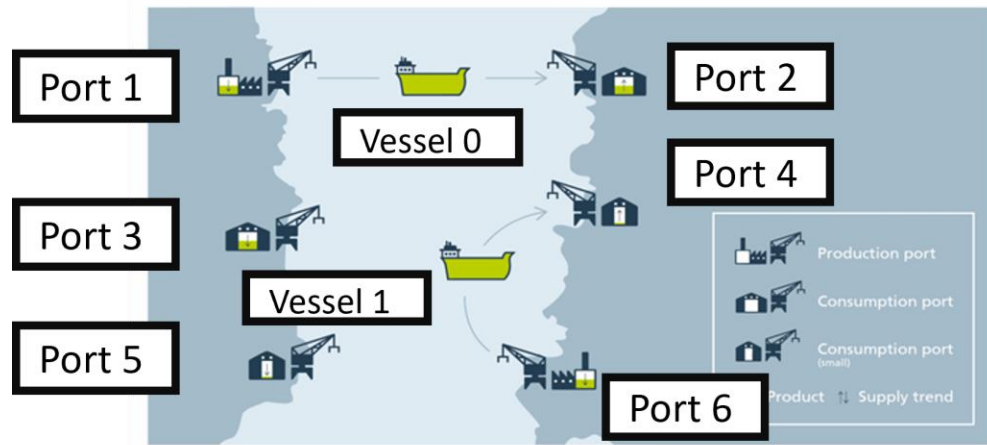 Port 1
Port 2
Vessel 0
Port 4
Port 3
Production port
Vessel 1
Consumption port
Port 5
Consumption port
(small)
Product ⇅ Supply trend
Port 6